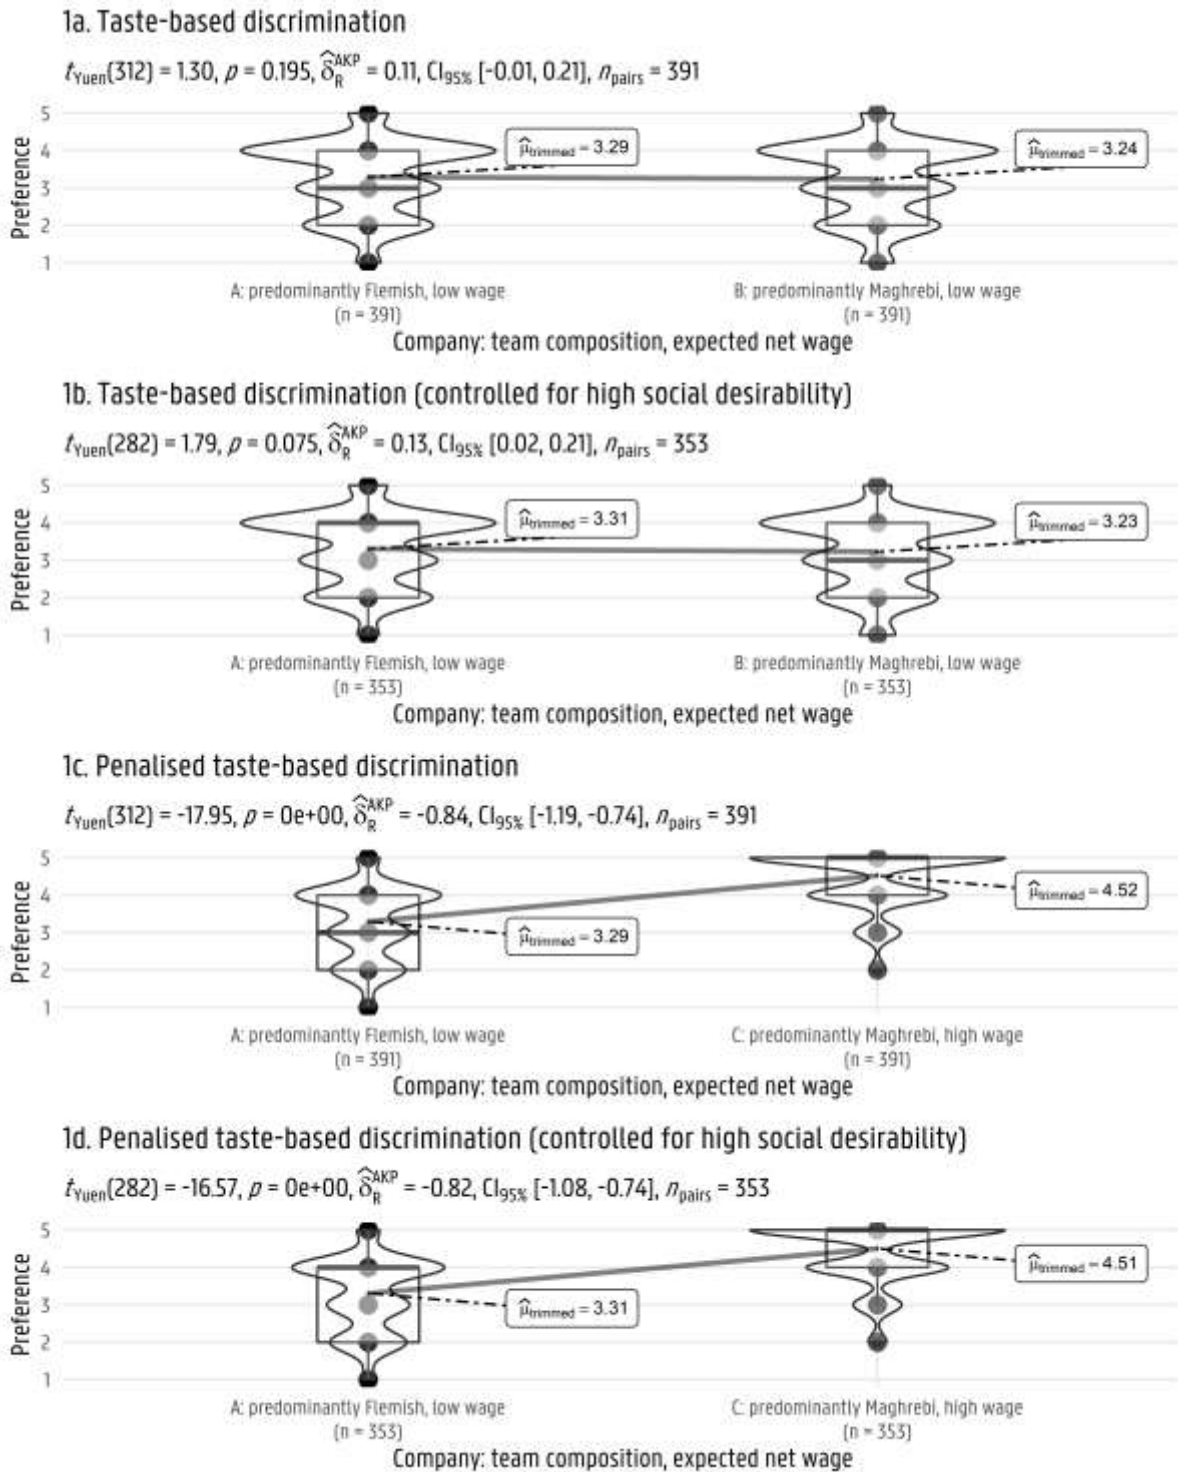 1a. Taste-based discrimination
t̂Yuen(312) = 1.30, p = 0.195, δ̂R AKP = 0.11, CI95% [-0.01, 0.21], npairs = 391
5
4
3
2
1
Preference
μ̂trimmed = 3.29
μ̂trimmed = 3.24
A: predominantly Flemish, low wage
(n = 391)
B: predominantly Maghrebi, low wage
(n = 391)
Company: team composition, expected net wage
1b. Taste-based discrimination (controlled for high social desirability)
tYuen(282) = 1.79, p = 0.075, δ̂R AKP = 0.13, CI95% [0.02, 0.21], npairs = 353
5
4
3
2
1
Preference
μ̂trimmed = 3.31
μ̂trimmed = 3.23
A: predominantly Flemish, low wage
(n = 353)
B: predominantly Maghrebi, low wage
(n = 353)
Company: team composition, expected net wage
1c. Penalised taste-based discrimination
tYuen(312) = -17.95, p = 0e+00, δ̂R AKP = -0.84, CI95% [-1.19, -0.74], npairs = 391
5
4
3
2
1
Preference
μ̂trimmed = 3.29
μ̂trimmed = 4.52
A: predominantly Flemish, low wage
(n = 391)
C: predominantly Maghrebi, high wage
(n = 391)
Company: team composition, expected net wage
1d. Penalised taste-based discrimination (controlled for high social desirability)
tYuen(282) = -16.57, p = 0e+00, δ̂R AKP = -0.82, CI95% [-1.08, -0.74], npairs = 353
5
4
3
2
1
Preference
μ̂trimmed = 3.31
μ̂trimmed = 4.51
A: predominantly Flemish, low wage
(n = 353)
C: predominantly Maghrebi, high wage
(n = 353)
Company: team composition, expected net wage